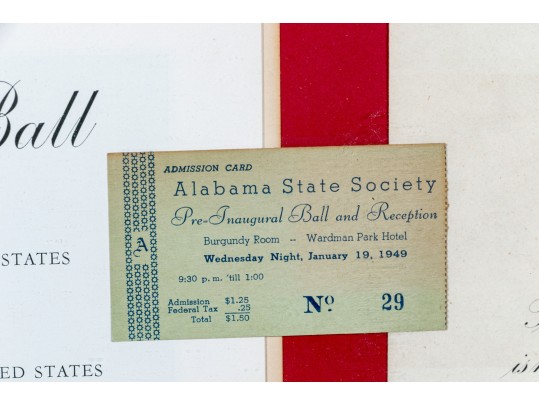 Ball
STATES
ED STATES
ADMISSION CARD
Alabama State Society
Pre-Inaugural Ball and Reception
Burgundy Room -- Wardman Park Hotel
Wednesday Night, January 19, 1949
9:30 p. m. 'till 1:00
Admission $1.25
Federal Tax .25
Total $1.50
No 29
A
is